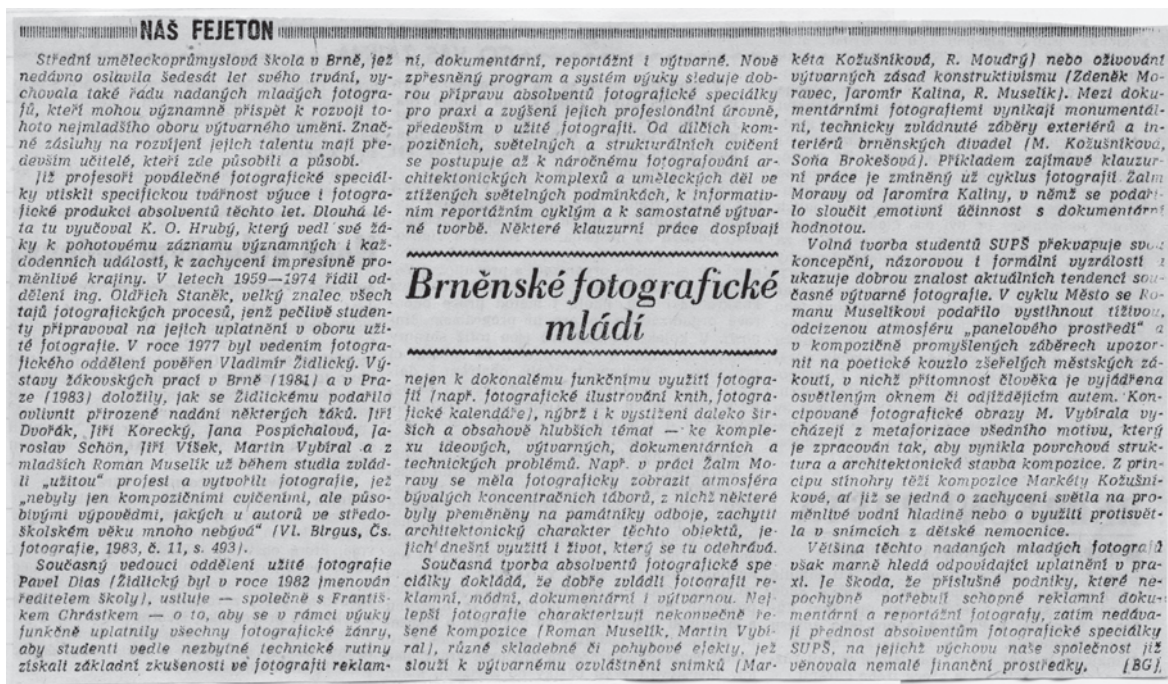 NÁŠ FEJETON
Střední uměleckoprůmyslová škola v Brně, jež
nedávno oslavila šedesát let svého trvání, vy-
chovala také řadu nadaných mladých fotogra-
fů, kteří mohou významně přispět k rozvoji to-
hoto nejmladšího oboru výtvarného umění. Znač-
né zásluhy na rozvíjení jejich talentu mají pře-
devším učitelé, kteří zde působili a působí.
Již profesoři poválečné fotografické speciál-
ky vtiskli specifickou tvářnost výuce i fotogra-
fické produkci absolventů těchto let. Dlouhá lé-
ta tu vyučoval K. O. Hrubý, který vedl své žá-
ky k pohotovému záznamu významných i kaž-
dodenních událostí, k zachycení impresívně pro-
měnlivé krajiny. V letech 1959—1974 řídil od-
dělení ing. Oldřich Staněk, velký znalec všech
tajů fotografických procesů, jenž pečlivě studen-
ty připravoval na jejich uplatnění v oboru uži-
té fotografie. V roce 1977 byl vedením fotogra-
fického oddělení pověřen Vladimír Židlický. Vý-
stavy žákovských prací v Brně (1981) a v Pra-
ze (1983) doložily, jak se Židlickému podařilo
ovlivnit přirozené nadání některých žáků. Jiří
Dvořák, Jiří Korecký, Jana Pospíchalová, Ja-
roslav Schön, Jiří Víšek, Martin Vybíral a z
mladších Roman Muselík už během studia zvlád-
li „užitou“ profesi a vytvořili fotografie, jež
„nebyly jen kompozičními cvičeními, ale půso-
bivými výpověďmi, jakých u autorů ve středo-
školském věku mnoho nebývá“ (Vl. Birgus, Čs.
fotografie, 1983, č. 11, s. 493).
Současný vedoucí oddělení užité fotografie
Pavel Dias (Židlický byl v roce 1982 jmenován
ředitelem školy), usiluje — společně s Františ-
kem Chrástkem — o to, aby se v rámci výuky
funkčně uplatnily všechny fotografické žánry,
aby studenti vedle nezbytné technické rutiny
získali základní zkušenosti ve fotografii reklam-
ní, dokumentární, reportážní i výtvarné. Nově
zpřesněný program a systém výuky sleduje dob-
rou přípravu absolventů fotografické speciálky
pro praxi a zvýšení jejich profesionální úrovně,
především v užité fotografii. Od dílčích kom-
pozičních, světelných a strukturálních cvičení
se postupuje až k náročnému fotografování ar-
chitektonických komplexů a uměleckých děl ve
ztížených světelných podmínkách, k informativ-
ním reportážním cyklům a k samostatné výtvar-
né tvorbě. Některé klauzurní práce dospívají
Brněnské fotografické
mládí
nejen k dokonalému funkčnímu využití fotogra-
fií (např. fotografické ilustrování knih, fotogra-
fické kalendáře), nýbrž i k vystižení daleko šir-
ších a obsahově hlubších témat — ke komple-
xu ideových, výtvarných, dokumentárních a
technických problémů. Např. v práci Žalm Mo-
ravy se měla fotograficky zobrazit atmosféra
bývalých koncentračních táborů, z nichž některé
byly přeměněny na památníky odboje, zachytit
architektonický charakter těchto objektů, je-
jich dnešní využití i život, který se tu odehrává.
Současná tvorba absolventů fotografické spe-
ciálky dokládá, že dobře zvládli fotografii re-
klamní, módní, dokumentární i výtvarnou. Nej-
lepší fotografie charakterizují nekonvečně ře-
šené kompozice (Roman Muselík, Martin Vybí-
ral), různé skladebné či pohybové efekty, jež
slouží k výtvarnému ozvláštnění snímků (Mar-
kéta Kožušníková, R. Moudrý) nebo oživování
výtvarných zásad konstruktivismu (Zdeněk Mo-
ravec, Jaromír Kalina, R. Muselík). Mezi doku-
mentárními fotografiemi vynikají monumentál-
ní, technicky zvládnuté záběry exteriérů a in-
teriérů brněnských divadel (M. Kožušníková,
Soňa Brokešová). Příkladem zajímavé klauzur-
ní práce je zmíněný už cyklus fotografií Žalm
Moravy od Jaromíra Kaliny, v němž se podaři-
lo sloučit emotivní účinnost s dokumentární
hodnotou.
Volná tvorba studentů SUPŠ překvapuje svou
koncepční, názorovou i formální vyzrálostí a
ukazuje dobrou znalost aktuálních tendencí sou-
časné výtvarné fotografie. V cyklu Město se Ro-
manu Muselíkovi podařilo vystihnout tíživou,
odcizenou atmosféru „panelového prostředí“ a
v kompozičně promyšlených záběrech upozor-
nit na poetické kouzlo zšeřelých městských zá-
koutí, v nichž přítomnost člověka je vyjádřena
osvětleným oknem či odjíždějícím autem. Kon-
cipované fotografické obrazy M. Vybírala vy-
cházejí z metaforizace všedního motivu, který
je zpracován tak, aby vynikla povrchová struk-
tura a architektonická stavba kompozice. Z prin-
cipu stínohry těží kompozice Markéty Kožušní-
kové, ať již se jedná o zachycení světla na pro-
měnlivé vodní hladině nebo o využití protisvět-
la v snímcích z dětské nemocnice.
Většina těchto nadaných mladých fotografů
však marně hledá odpovídající uplatnění v pra-
xi. Je škoda, že příslušné podniky, které ne-
pochybně potřebují schopné reklamní doku-
mentární a reportážní fotografy, zatím nedáva-
jí přednost absolventům fotografické speciálky
SUPŠ, na jejichž výchovu naše společnost již
věnovala nemalé finanční prostředky. (BG).